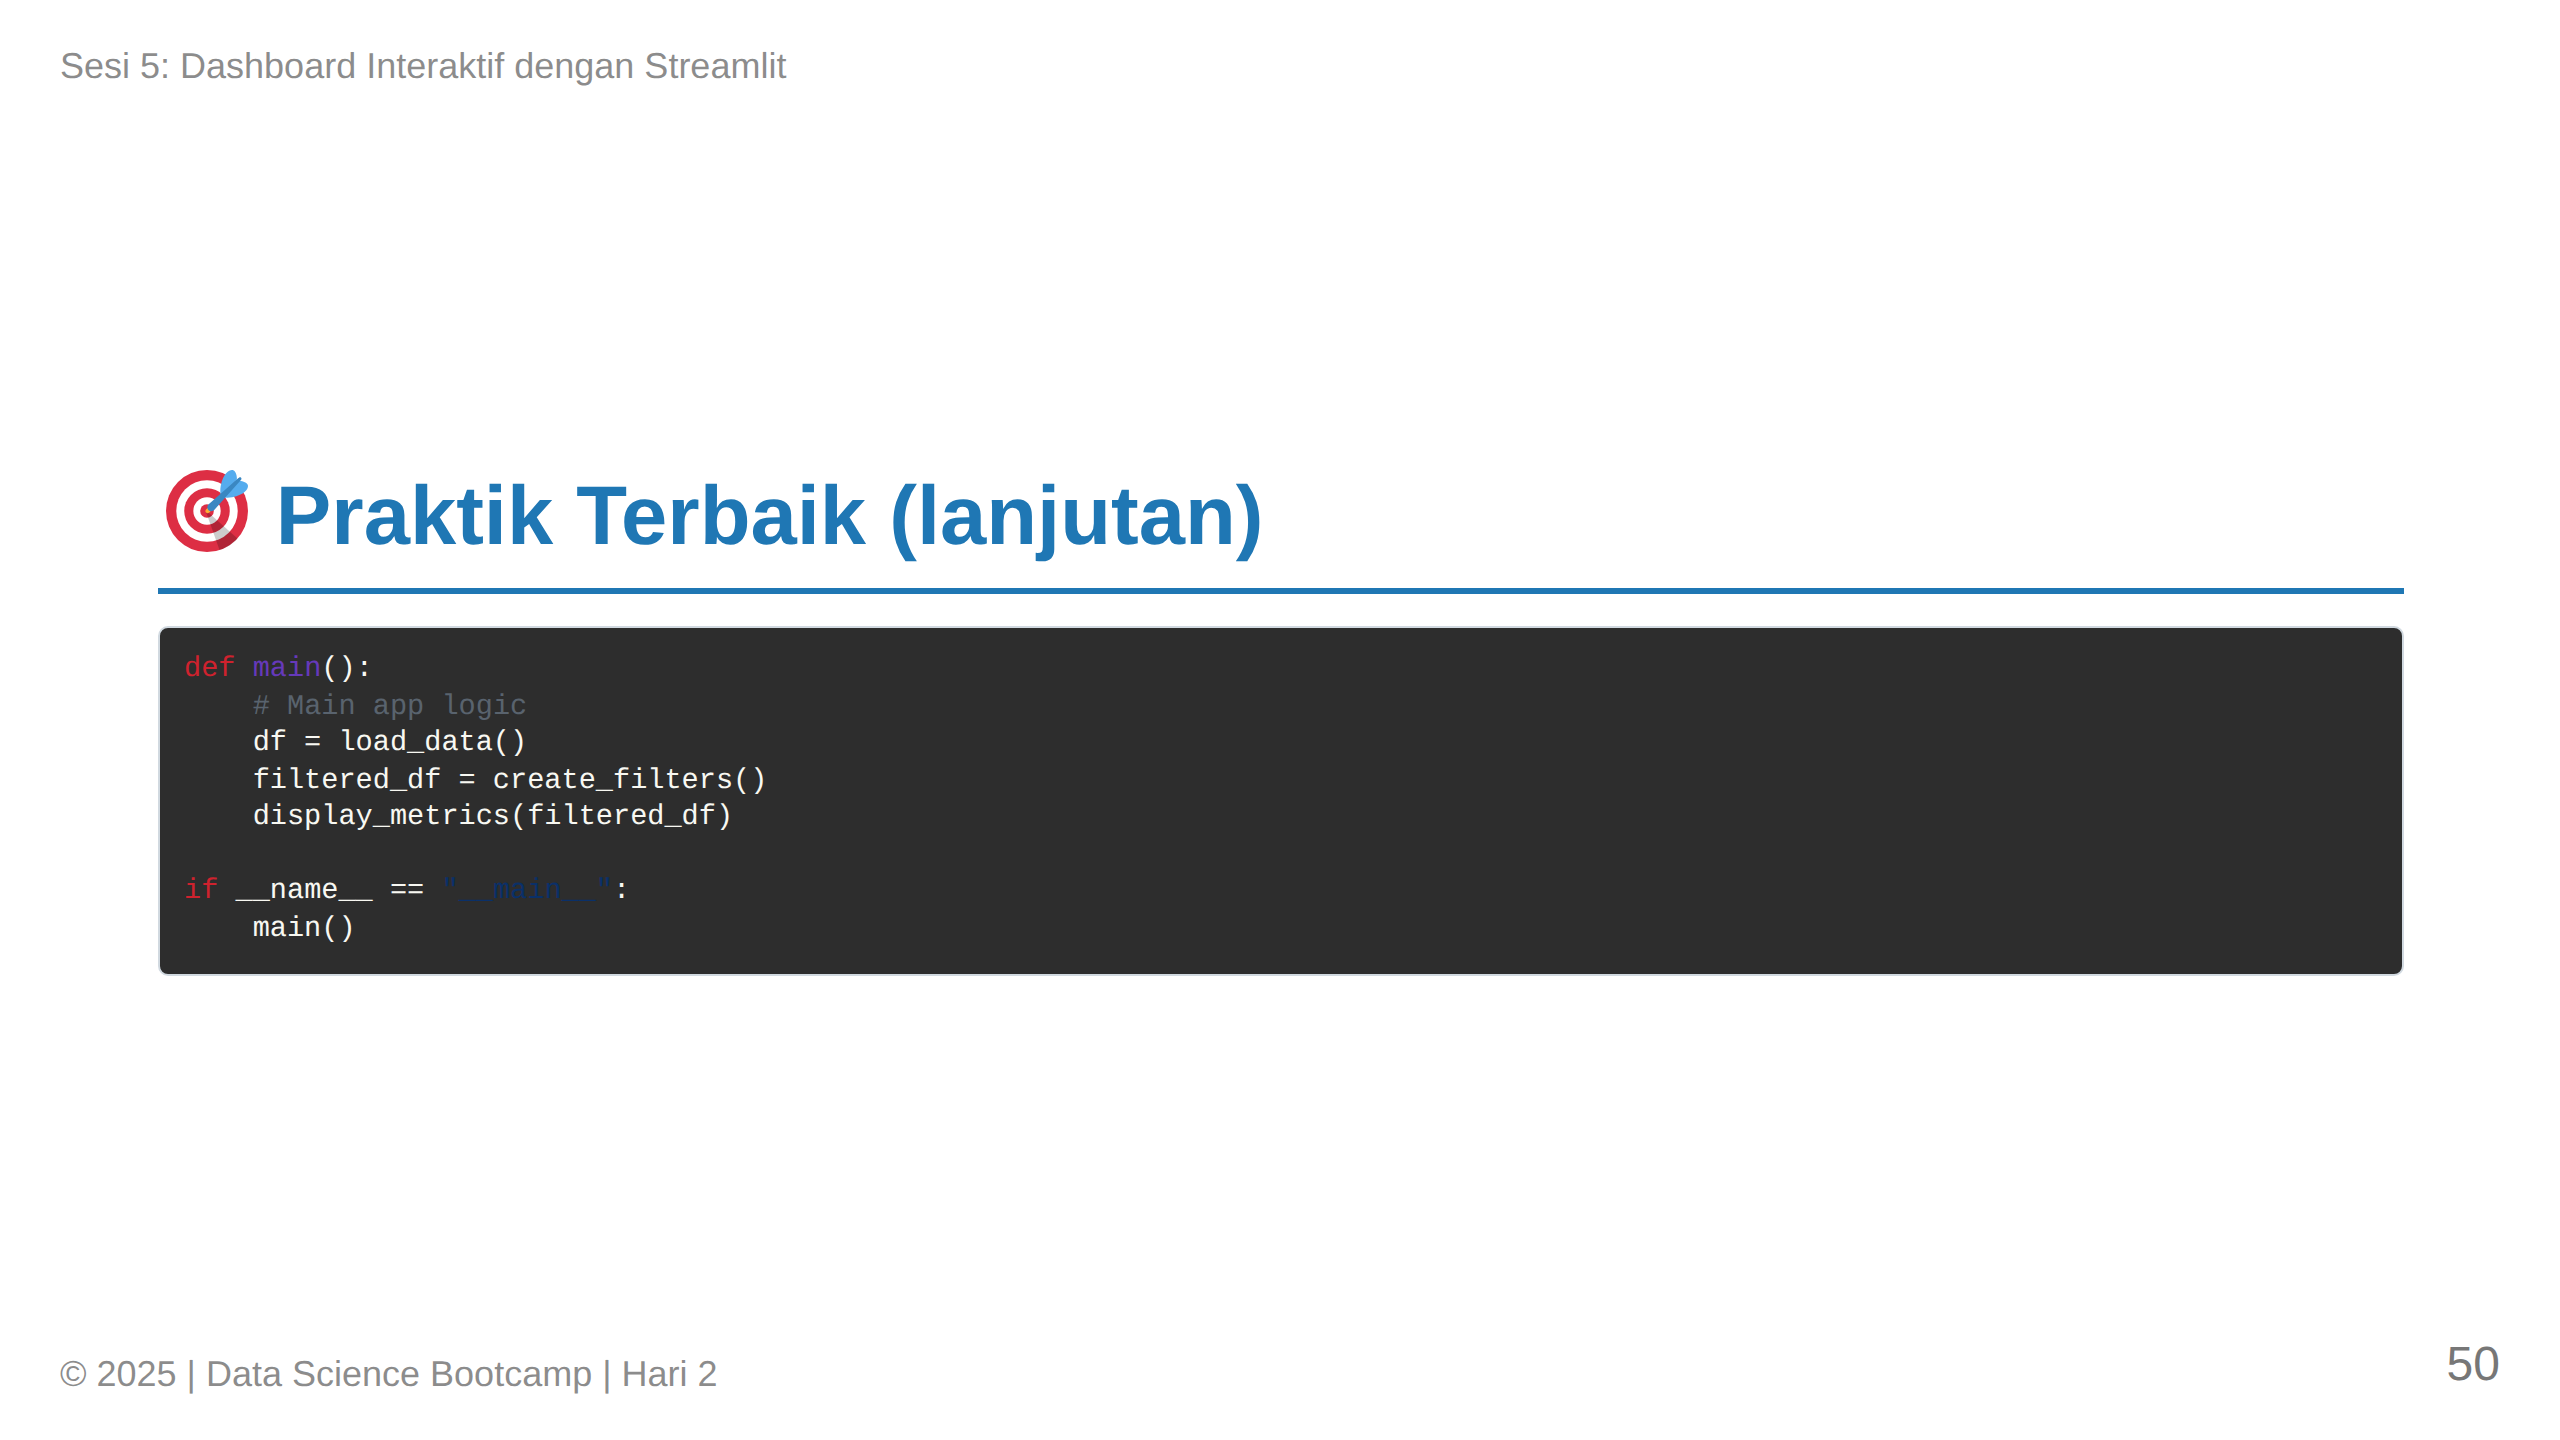 Sesi 5: Dashboard Interaktif dengan Streamlit
Praktik Terbaik (lanjutan)
def main():
    # Main app logic
    df = load_data()
    filtered_df = create_filters()
    display_metrics(filtered_df)

if __name__ == "__main__":
    main()
© 2025 | Data Science Bootcamp | Hari 2
50